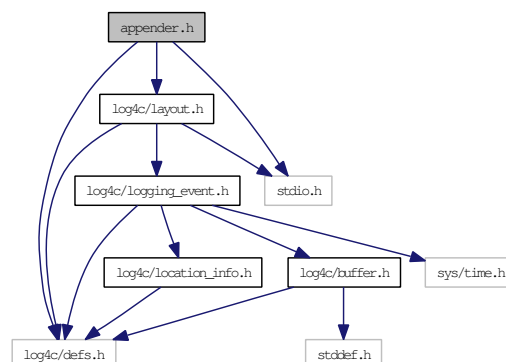 appender.h
log4c/layout.h
log4c/logging_event.h
stdio.h
log4c/location_info.h
log4c/buffer.h
sys/time.h
log4c/defs.h
stddef.h